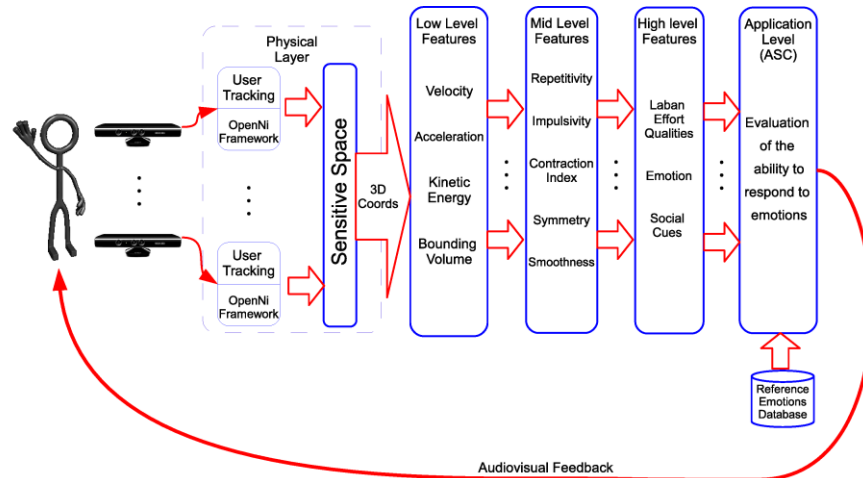 Physical
Layer
User
Tracking
OpenNi
Framework
User
Tracking
OpenNi
Framework
Sensitive Space
3D
Coords
Low Level
Features
Velocity
Acceleration
Kinetic
Energy
Bounding
Volume
Mid Level
Features
Repetitivity
Impulsivity
Contraction
Index
Symmetry
Smoothness
High level
Features
Laban
Effort
Qualities
Emotion
Social
Cues
Application
Level
(ASC)
Evaluation
of the
ability to
respond to
emotions
Reference
Emotions
Database
Audiovisual Feedback